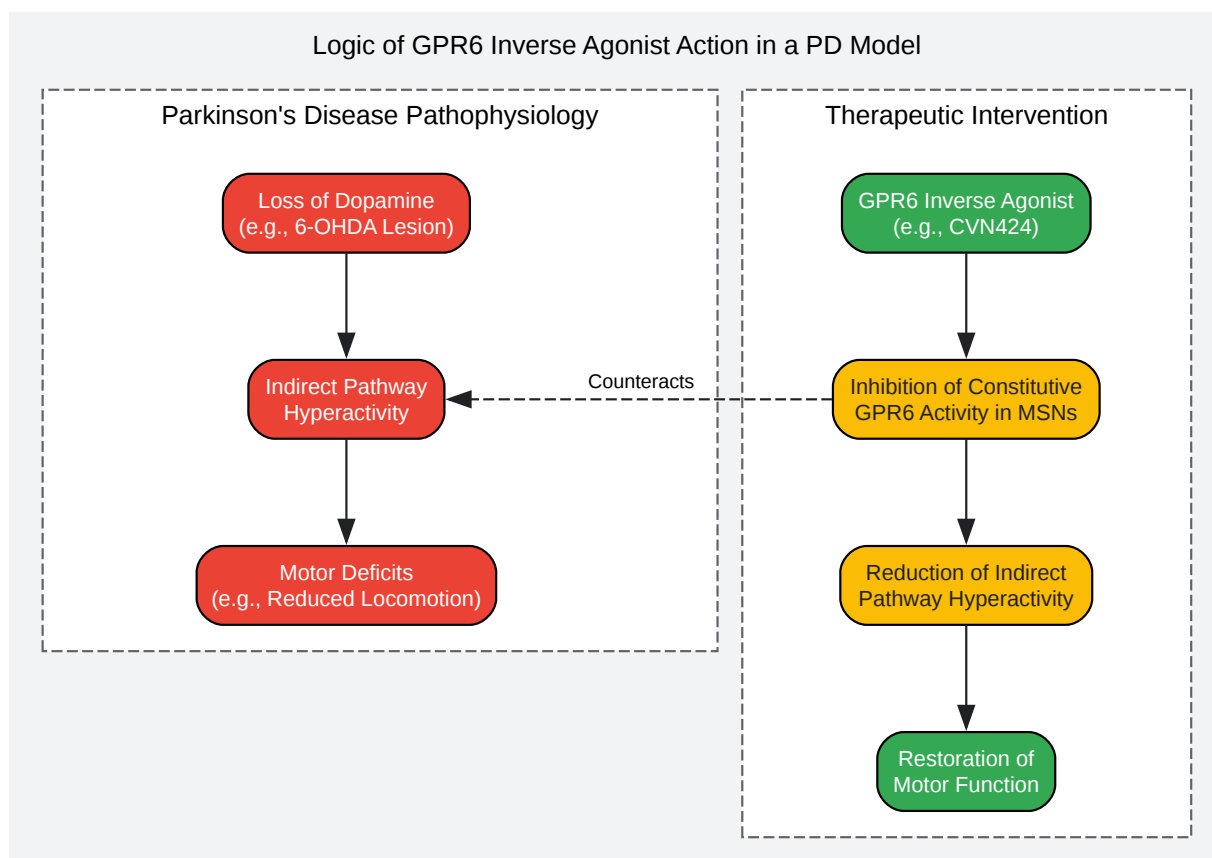 Logic of GPR6 Inverse Agonist Action in a PD Model
Parkinson's Disease Pathophysiology
Loss of Dopamine
(e.g., 6-OHDA Lesion)
Indirect Pathway
Hyperactivity
Motor Deficits
(e.g., Reduced Locomotion)
Counteracts
Therapeutic Intervention
GPR6 Inverse Agonist
(e.g., CVN424)
Inhibition of Constitutive
GPR6 Activity in MSNs
Reduction of Indirect
Pathway Hyperactivity
Restoration of
Motor Function